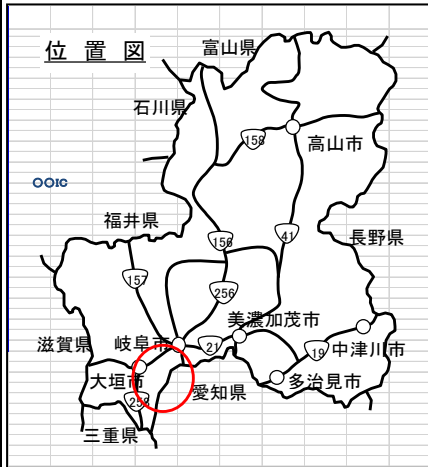 位置図
富山県
石川県
158
高山市
○○IC
福井県
156
41
長野県
157
256
美濃加茂市
滋賀県
岐阜市
21
19
中津川市
大垣市
愛知県
多治見市
258
三重県